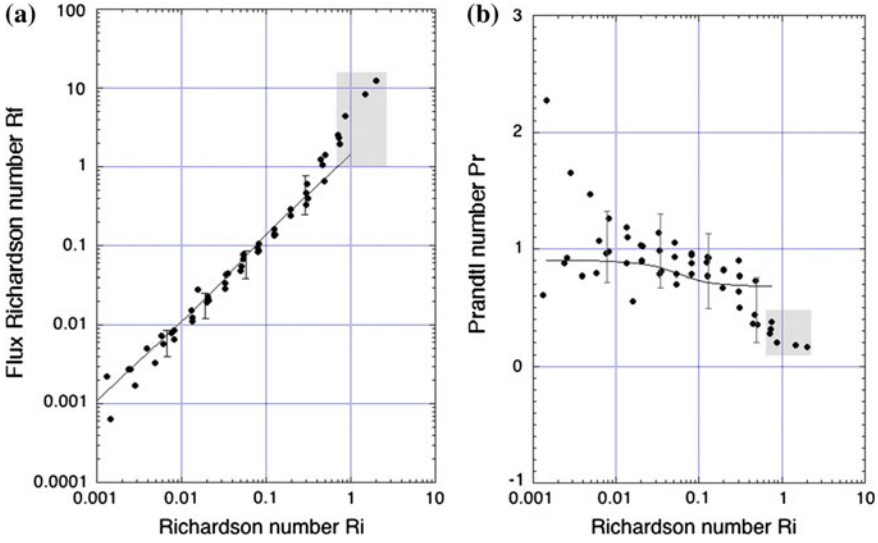 (a)
Flux Richardson number Rf
100
10
1
0.1
0.01
0.001
0.0001
0.001 0.01 0.1 1 10
Richardson number Ri
(b)
Prandtl number Pr
3
2
1
0
-1
0.001 0.01 0.1 1 10
Richardson number Ri